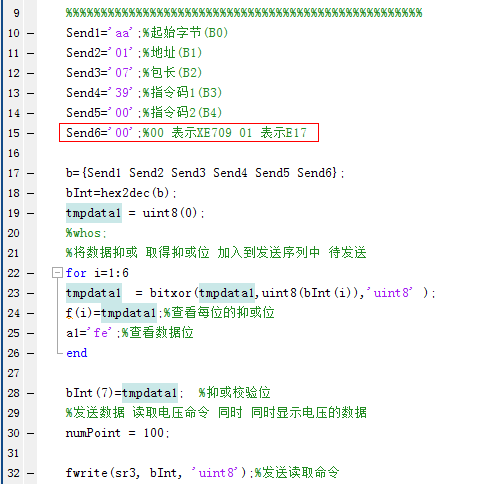 9 %%%%%%%%%%%%%%%%%%%%%%%%%%%%%%%%%%%%%%%%%%%%%%%%%%%
10 — Send1='aa';%起始字节(B0)
11 — Send2='01';%地址(B1)
12 — Send3='07';%包长(B2)
13 — Send4='39';%指令码1(B3)
14 — Send5='00';%指令码2(B4)
15 — Send6='00';%00 表示XE709 01 表示E17
16
17 — b={Send1 Send2 Send3 Send4 Send5 Send6};
18 — bInt=hex2dec(b);
19 — tmpdata1 = uint8(0);
20 %whos;
21 %将数据抑或 取得抑或位 加入到发送序列中 待发送
22 — for i=1:6
23 — tmpdata1  = bitxor(tmpdata1,uint8(bInt(i)),'uint8' );
24 — f(i)=tmpdata1;%查看每位的抑或位
25 — a1='fe';%查看数据位
26 — end
27
28 — bInt(7)=tmpdata1;  %抑或校验位
29 %发送数据 读取电压命令 同时 同时显示电压的数据
30 — numPoint = 100;
31
32 — fwrite(sr3, bInt, 'uint8');%发送读取命令